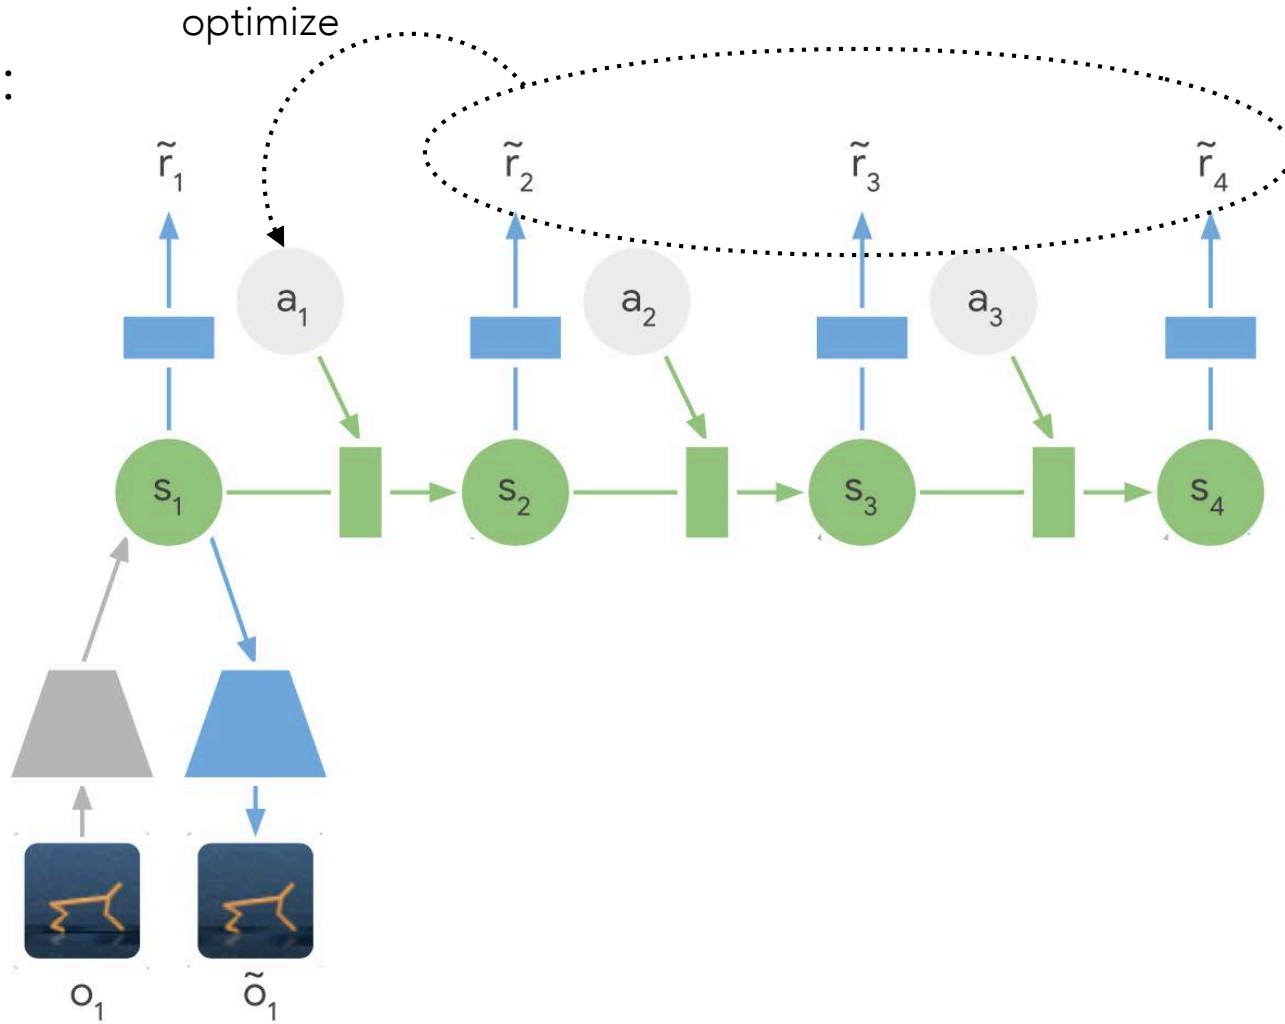 optimize
:
r̃₁ r̃₂ r̃₃ r̃₄
a₁ a₂ a₃
s₁ s₂ s₃ s₄
o₁ õ₁